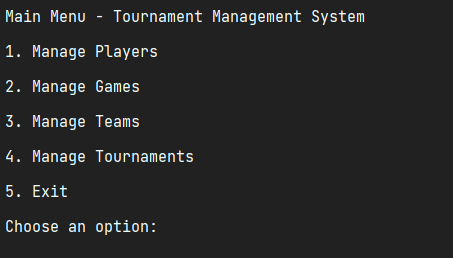 Main Menu - Tournament Management System
1. Manage Players
2. Manage Games
3. Manage Teams
4. Manage Tournaments
5. Exit
Choose an option: